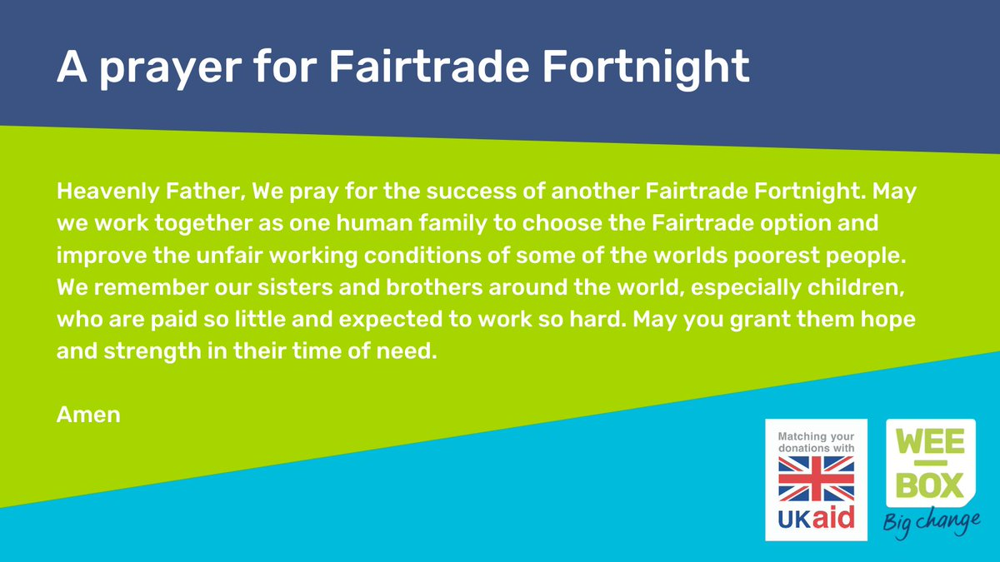 A prayer for Fairtrade Fortnight
Heavenly Father, We pray for the success of another Fairtrade Fortnight. May
we work together as one human family to choose the Fairtrade option and
improve the unfair working conditions of some of the worlds poorest people.
We remember our sisters and brothers around the world, especially children,
who are paid so little and expected to work so hard. May you grant them hope
and strength in their time of need.
Amen
Matching your
donations with
UKaid
WEE
BOX
Big change